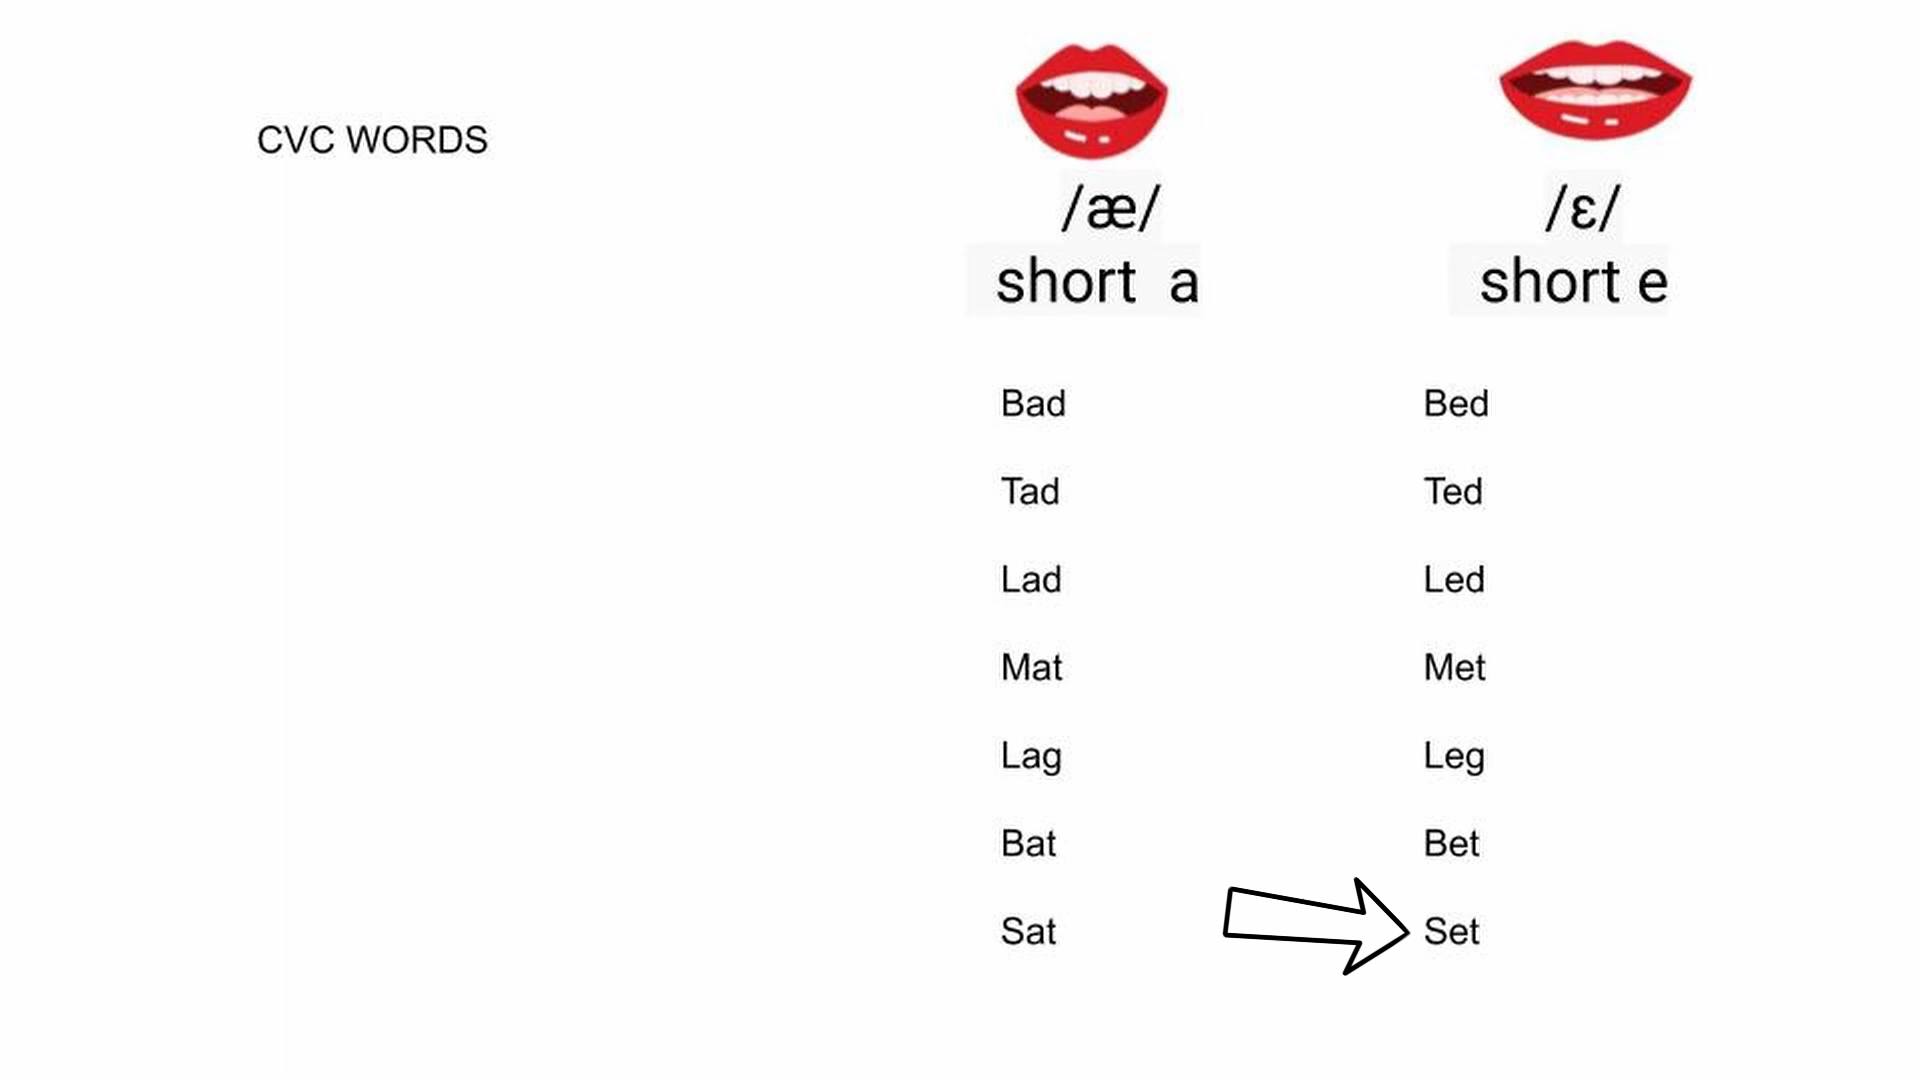 CVC WORDS
/æ/
short a
/ɛ/
short e
Bad Bed
Tad Ted
Lad Led
Mat Met
Lag Leg
Bat Bet
Sat Set